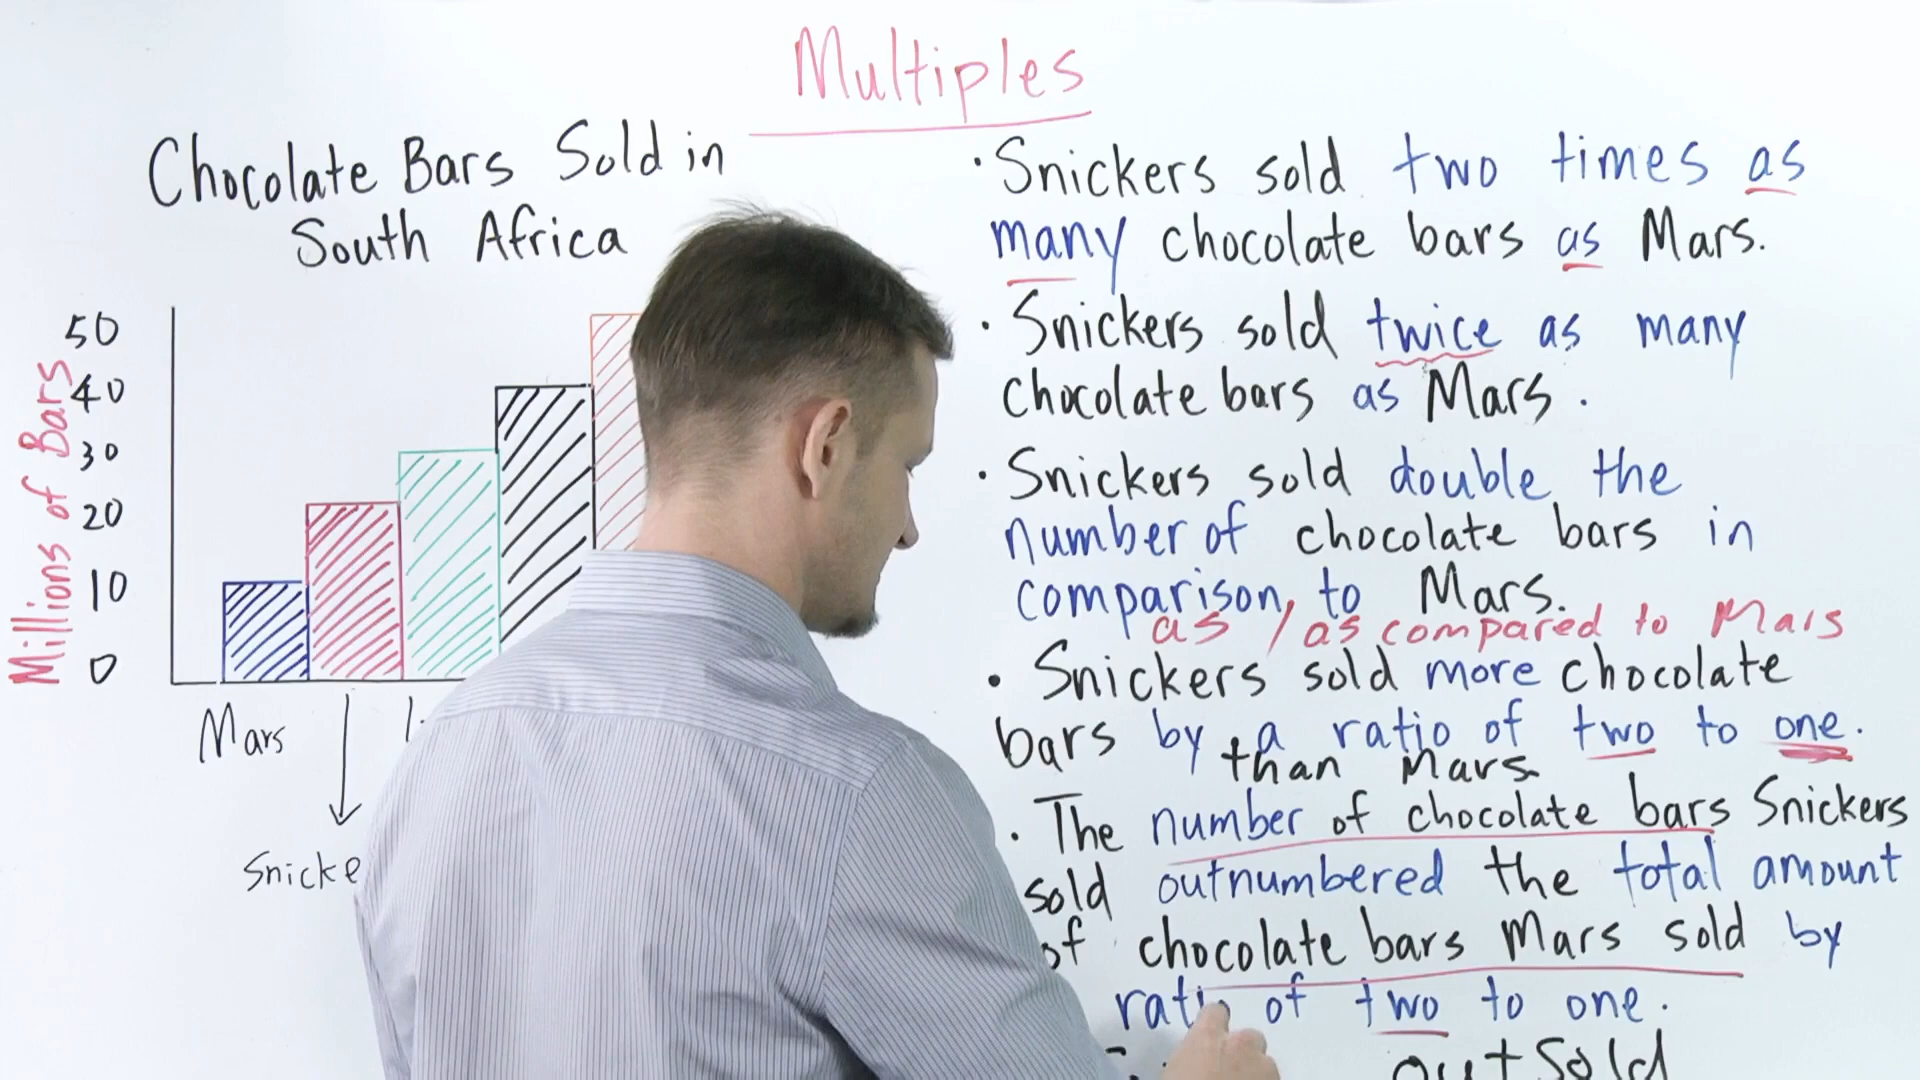 Multiples
Chocolate Bars Sold in
South Africa
Millions of Bars
50
40
30
20
10
0
Mars
Snicke
· Snickers sold two times as
many chocolate bars as Mars.
· Snickers sold twice as many
chocolate bars as Mars.
· Snickers sold double the
number of chocolate bars in
comparison to Mars.
as / as compared to Mars
· Snickers sold more chocolate
bars by a ratio of two to one.
than Mars
· The number of chocolate bars Snickers
sold outnumbered the total amount
of chocolate bars Mars sold by
ratio of two to one.
outsold